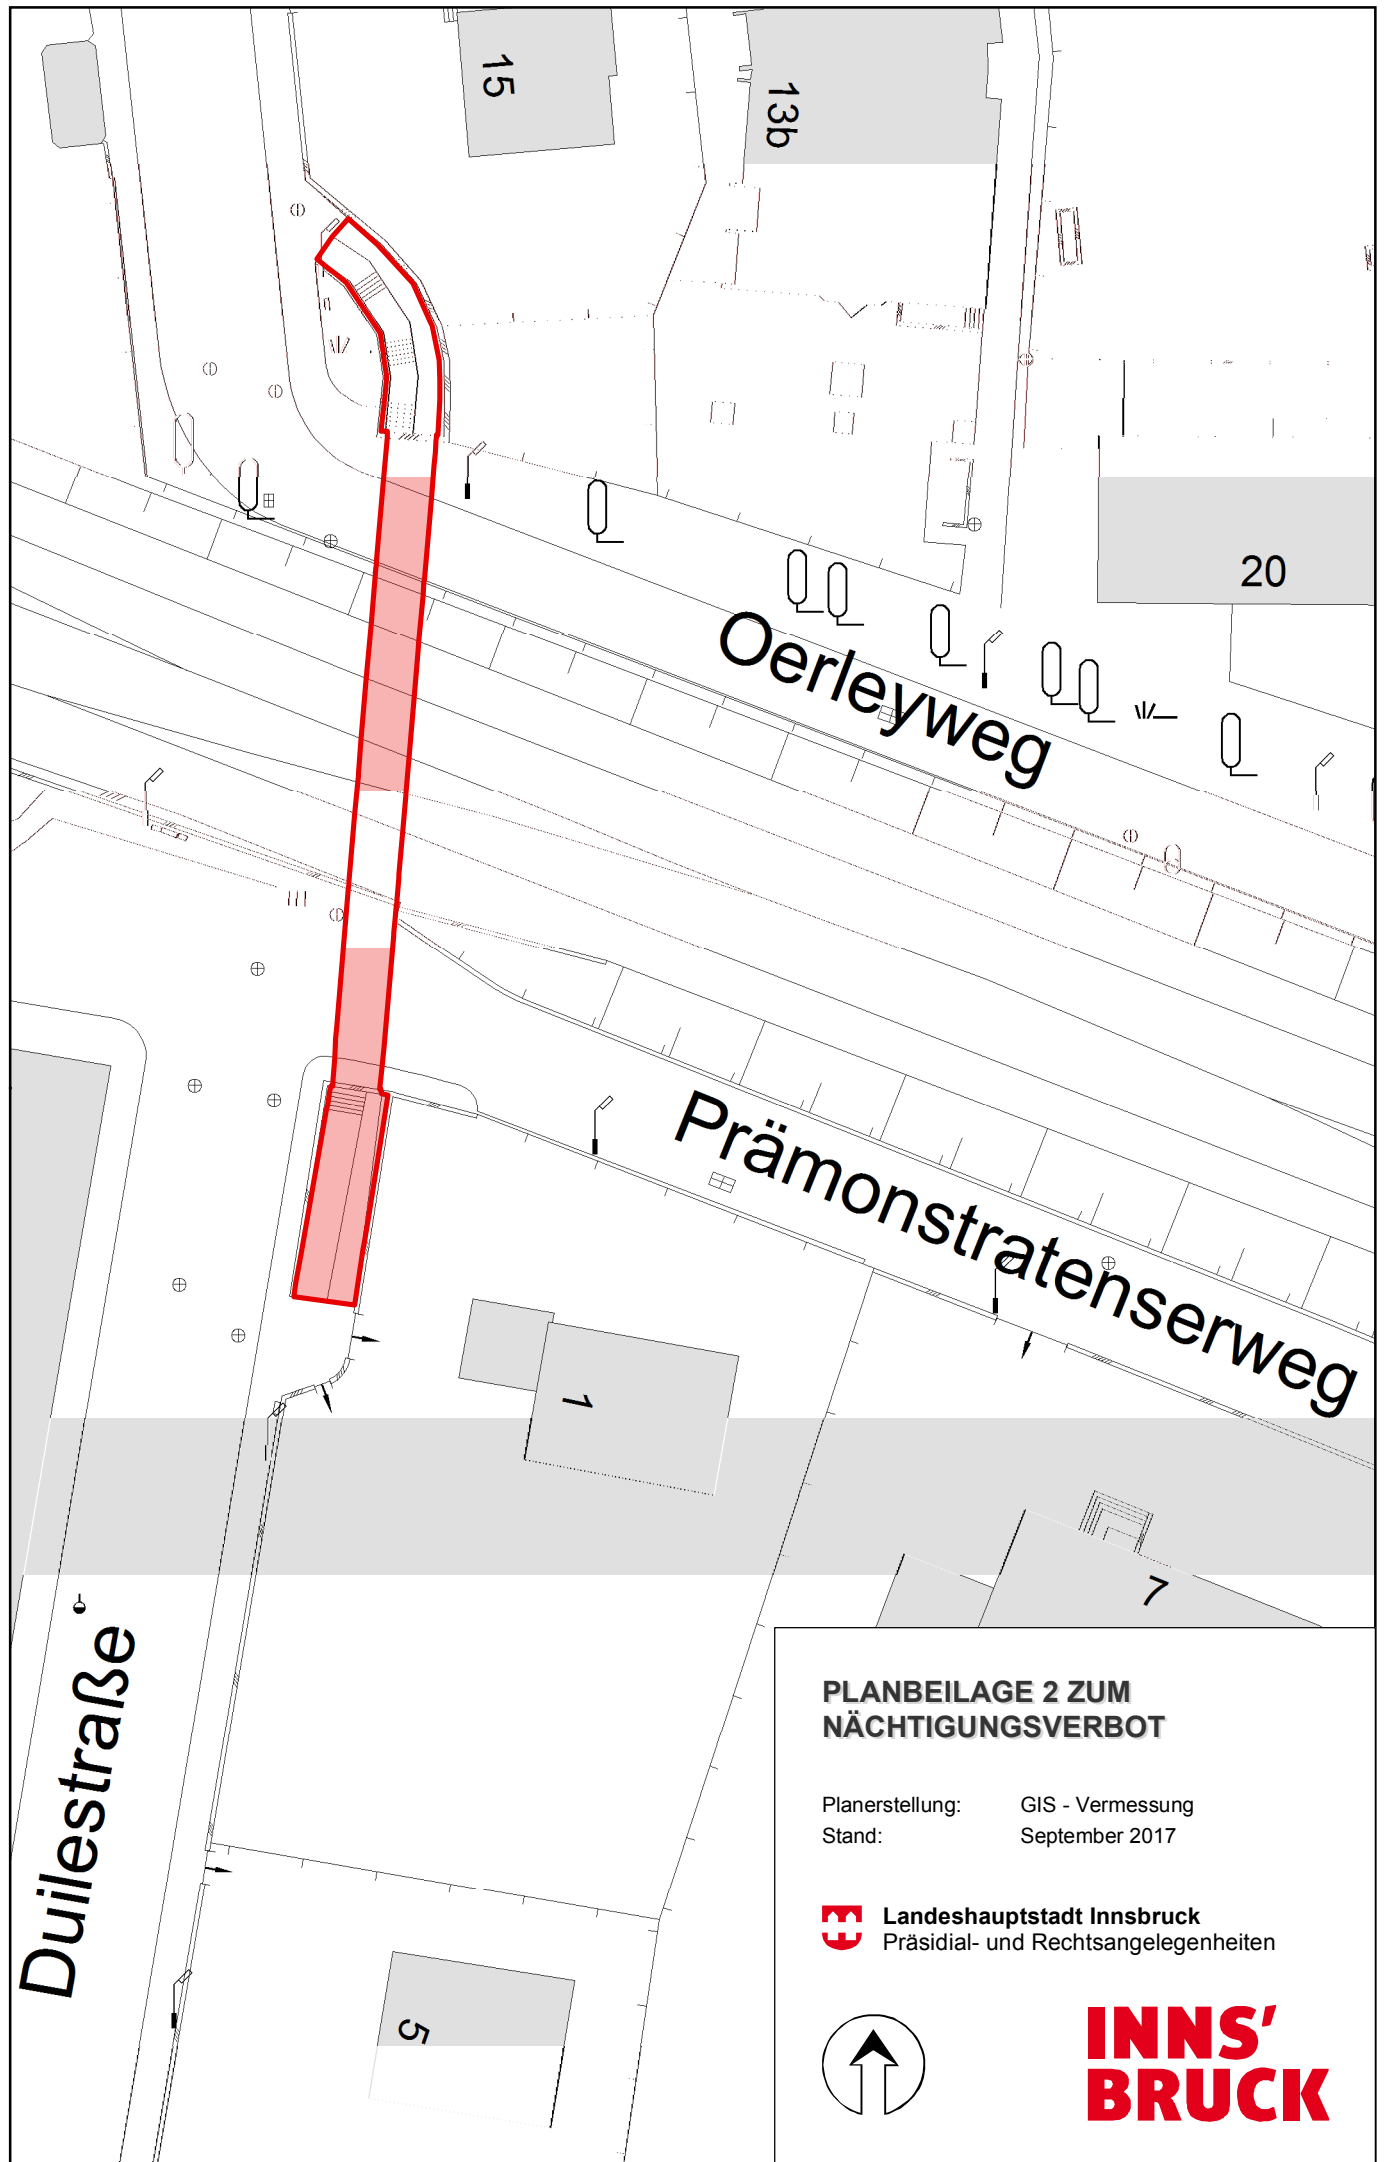 15
13b
20
Oerleyweg
Prämonstratenserweg
1
7
Duilestraße
5
PLANBEILAGE 2 ZUM
NÄCHTIGUNGSVERBOT
Planerstellung: GIS - Vermessung
Stand: September 2017
Landeshauptstadt Innsbruck
Präsidial- und Rechtsangelegenheiten
INNS'
BRUCK